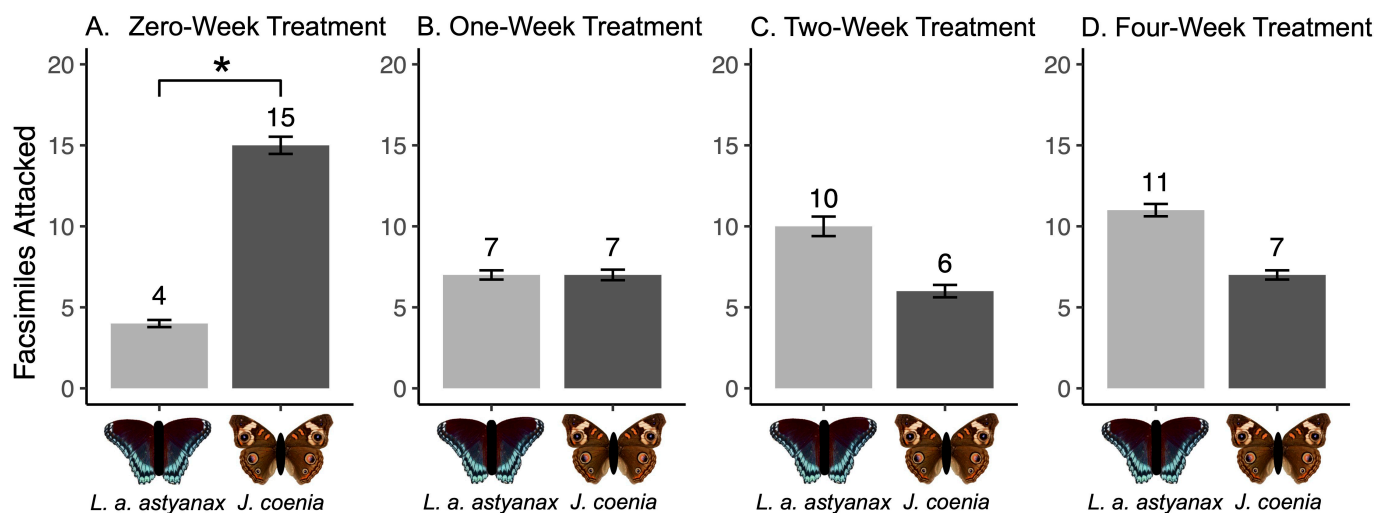 A. Zero-Week Treatment
B. One-Week Treatment
C. Two-Week Treatment
D. Four-Week Treatment
Facsimiles Attacked
20
15
10
5
0
*
4
15
L. a. astyanax
J. coenia
20
15
10
5
0
7
7
L. a. astyanax
J. coenia
20
15
10
5
0
10
6
L. a. astyanax
J. coenia
20
15
10
5
0
11
7
L. a. astyanax
J. coenia